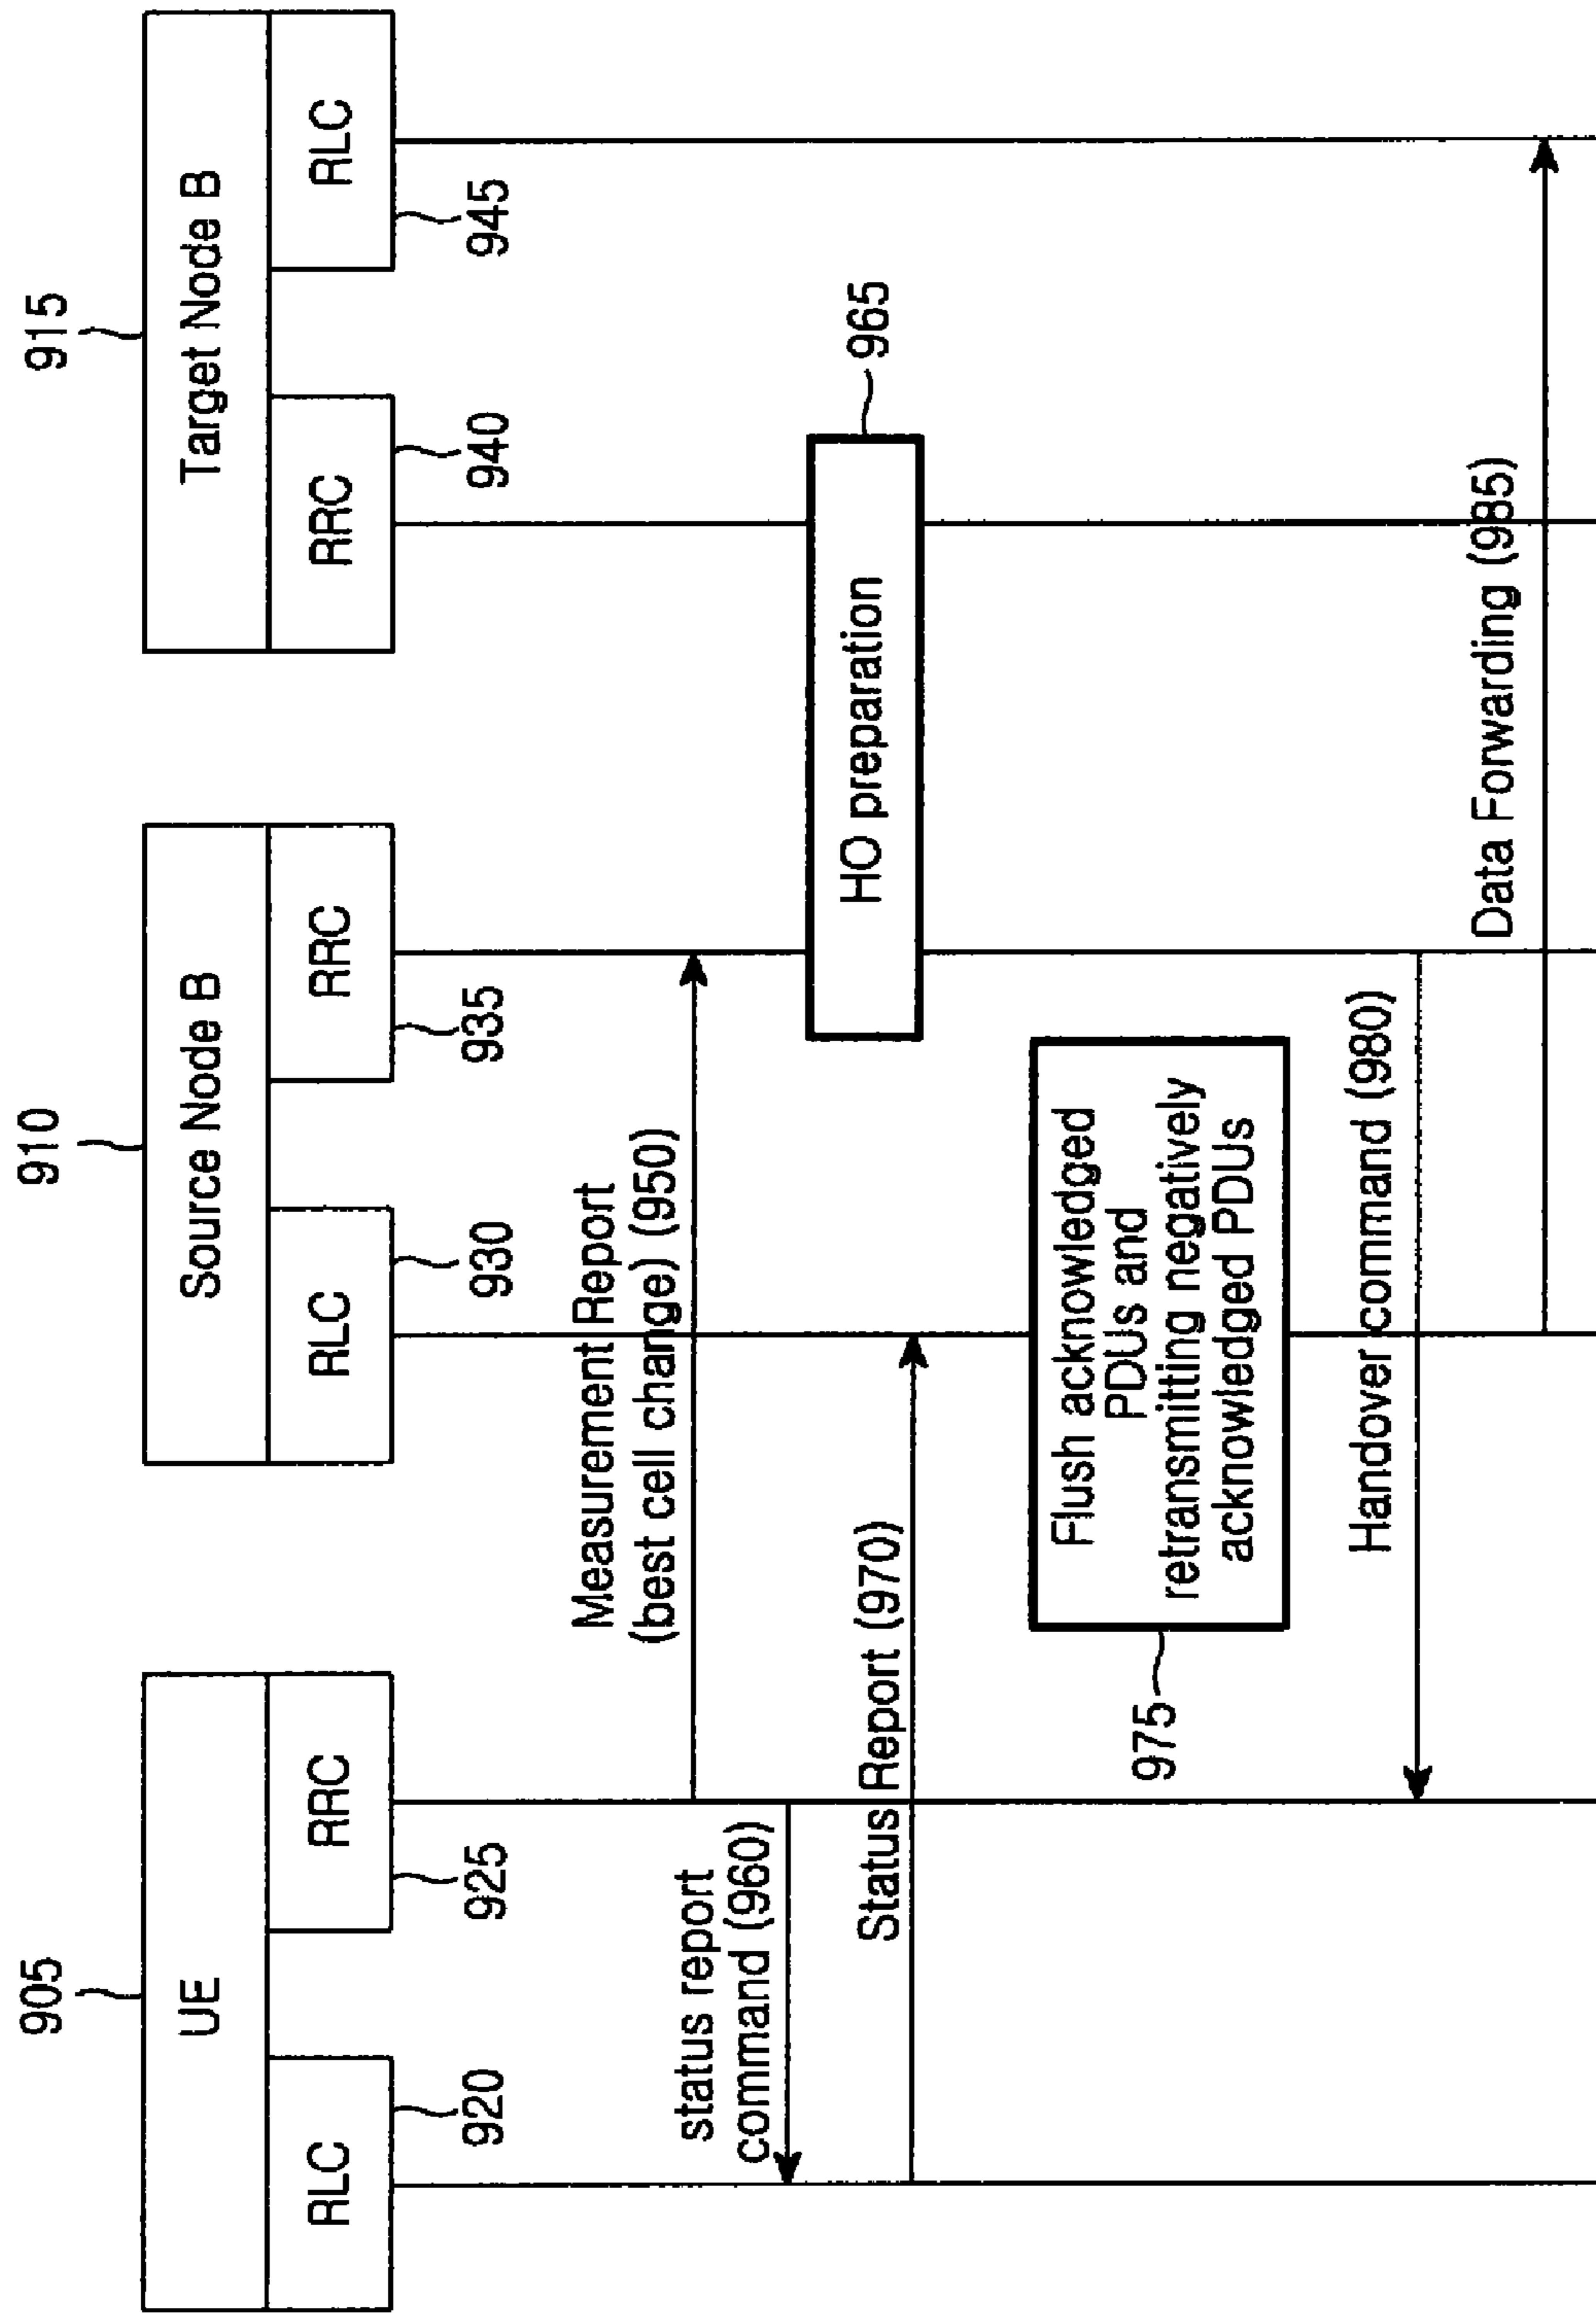 905
910
915
UE
Source Node B
Target Node B
RLC
RRC
RLC
RRC
RRC
RLC
920
925
930
935
940
945
Measurement Report
(best cell change) (950)
status report
command (960)
HO preparation
965
Status Report (970)
Flush acknowledged
PDUs and
retransmitting negatively
acknowledged PDUs
975
Handover command (980)
Data Forwarding (985)